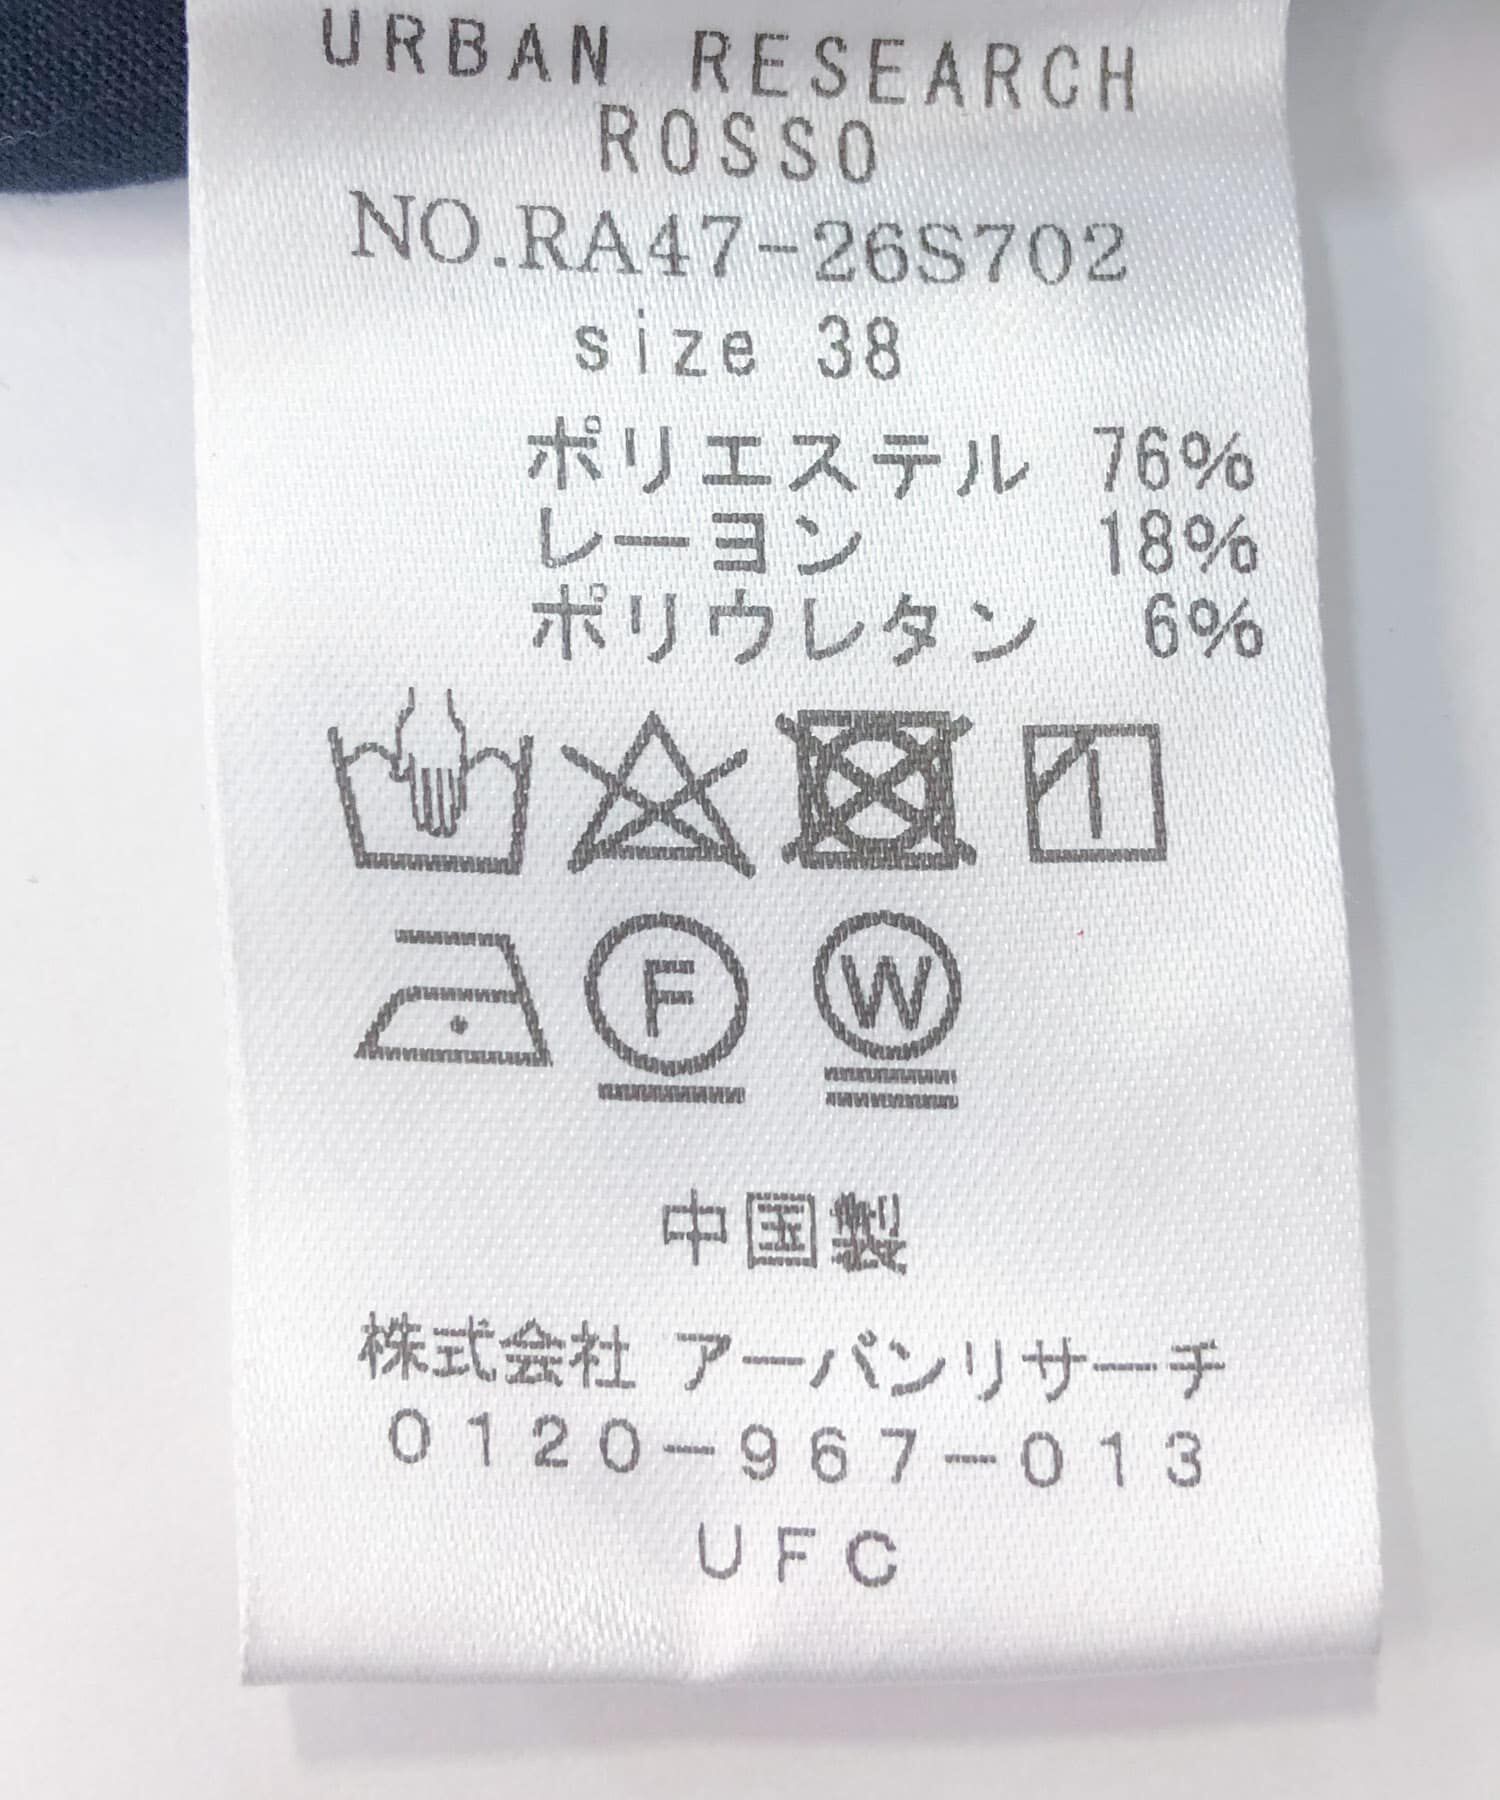 URBAN RESEARCH
ROSSO
NO.RA47-26S702
size 38
ポリエステル 76%
レーヨン 18%
ポリウレタン 6%
F W
中国製
株式会社 アーバンリサーチ
0120-967-013
UFC